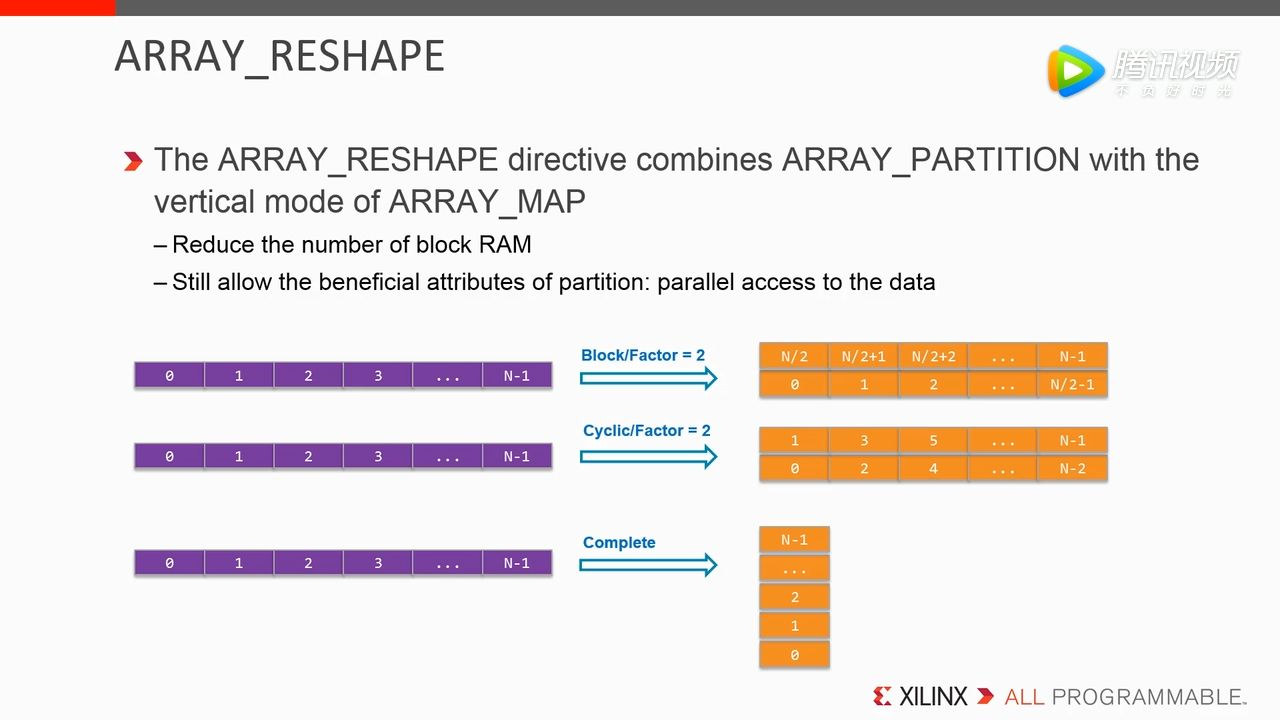 ARRAY_RESHAPE
腾讯视频
不负好时光
The ARRAY_RESHAPE directive combines ARRAY_PARTITION with the
vertical mode of ARRAY_MAP
– Reduce the number of block RAM
– Still allow the beneficial attributes of partition: parallel access to the data
0 1 2 3 ... N-1
Block/Factor = 2
N/2 N/2+1 N/2+2 ... N-1
0 1 2 ... N/2-1
0 1 2 3 ... N-1
Cyclic/Factor = 2
1 3 5 ... N-1
0 2 4 ... N-2
0 1 2 3 ... N-1
Complete
N-1
...
2
1
0
XILINX ALL PROGRAMMABLE™